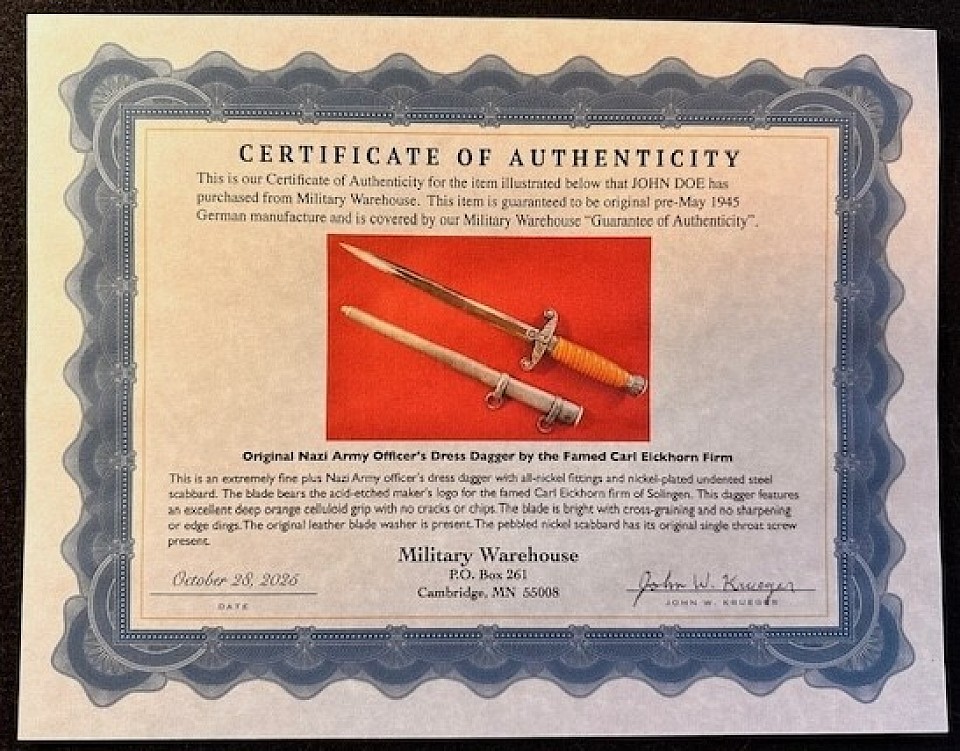 CERTIFICATE OF AUTHENTICITY
This is our Certificate of Authenticity for the item illustrated below that JOHN DOE has
purchased from Military Warehouse. This item is guaranteed to be original pre-May 1945
German manufacture and is covered by our Military Warehouse "Guarantee of Authenticity".
Original Nazi Army Officer's Dress Dagger by the Famed Carl Eickhorn Firm
This is an extremely fine plus Nazi Army officer's dress dagger with all-nickel fittings and nickel-plated undented steel
scabbard. The blade bears the acid-etched maker's logo for the famed Carl Eickhorn firm of Solingen. This dagger features
an excellent deep orange celluloid grip with no cracks or chips. The blade is bright with cross-graining and no sharpening
or edge dings. The original leather blade washer is present. The pebbled nickel scabbard has its original single throat screw
present.
Military Warehouse
P.O. Box 261
Cambridge, MN 55008
October 28, 2025
DATE
John W. Krueger
JOHN W. KRUEGER